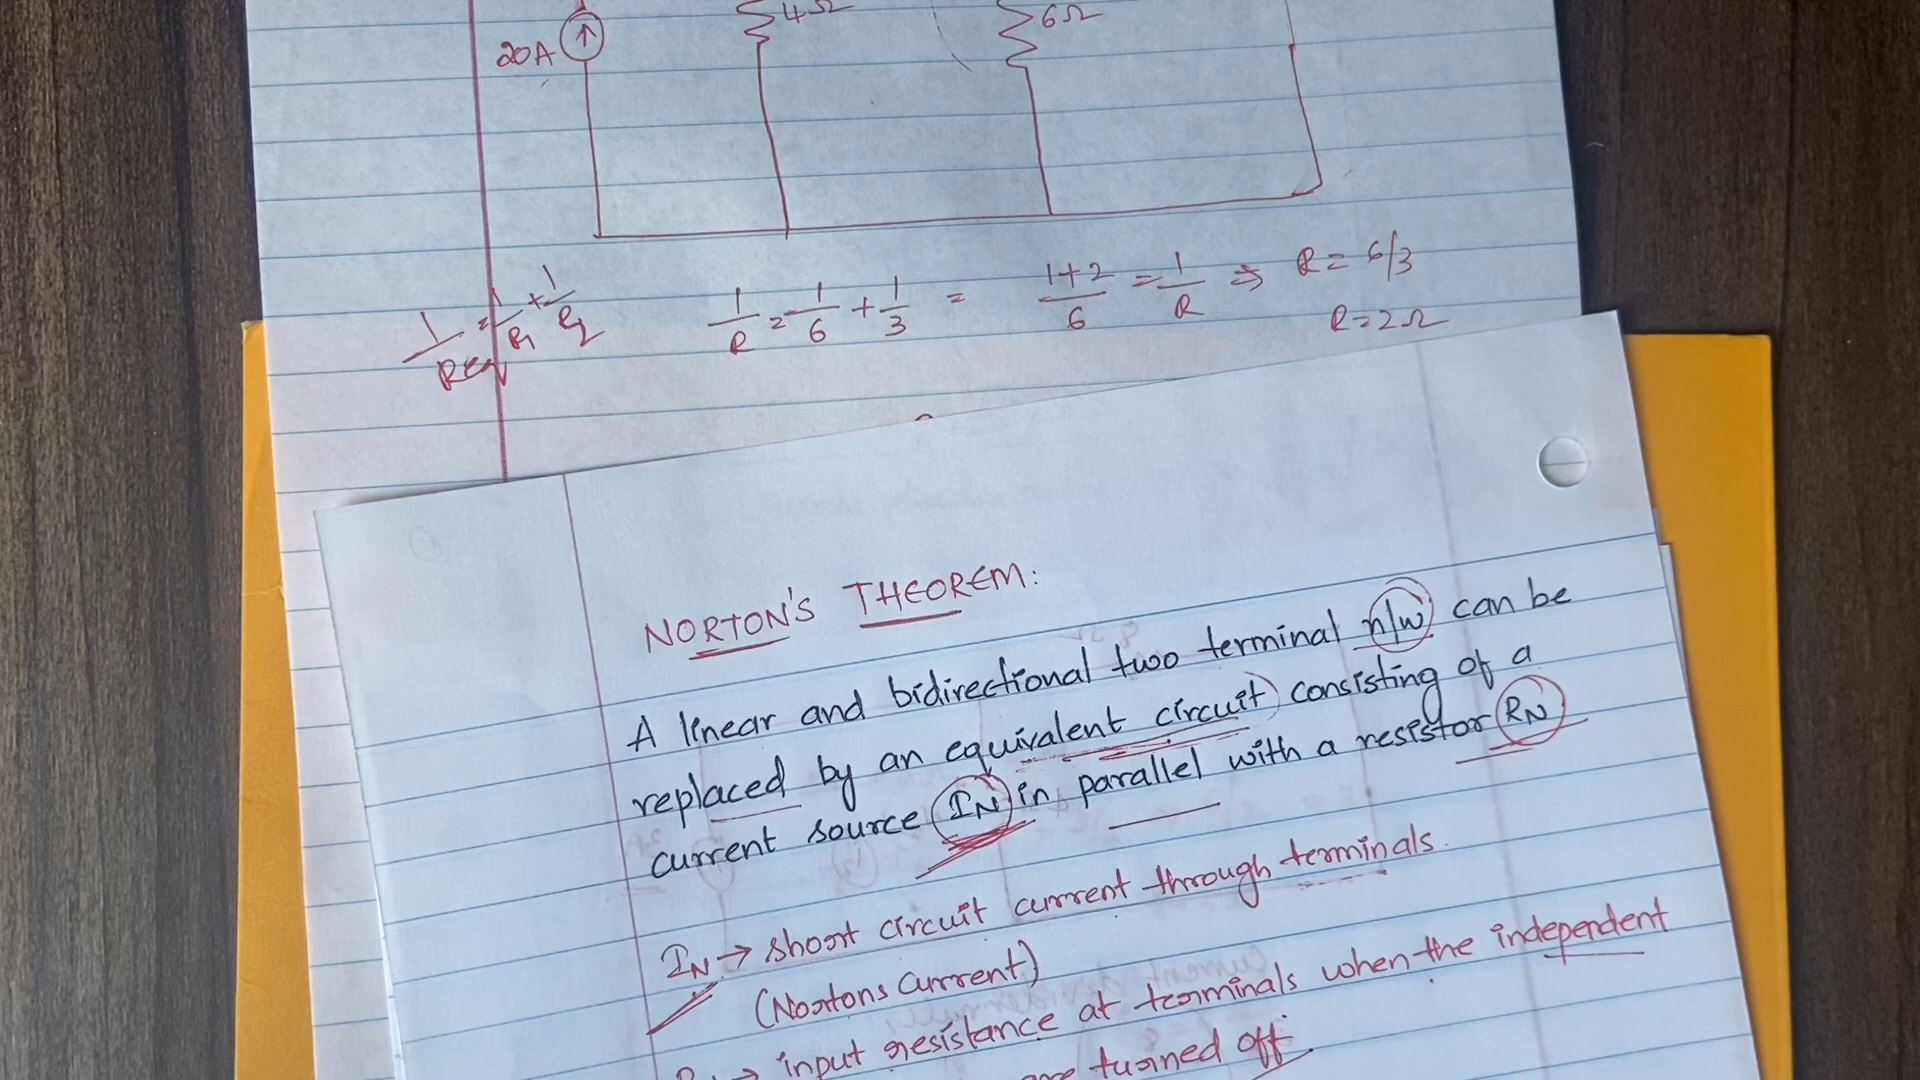 4Ω
6Ω
20A
1/Req = 1/R1 + 1/R2
1/R = 1/6 + 1/3 = 1+2/6 = 1/R ⇒ R = 6/3
R = 2Ω
NORTON'S THEOREM:
A linear and bidirectional two terminal n/w can be
replaced by an equivalent circuit consisting of a
current source IN in parallel with a resistor RN
IN → short circuit current through terminals.
(Nortons Current)
→ input resistance at terminals when the independent
turned off